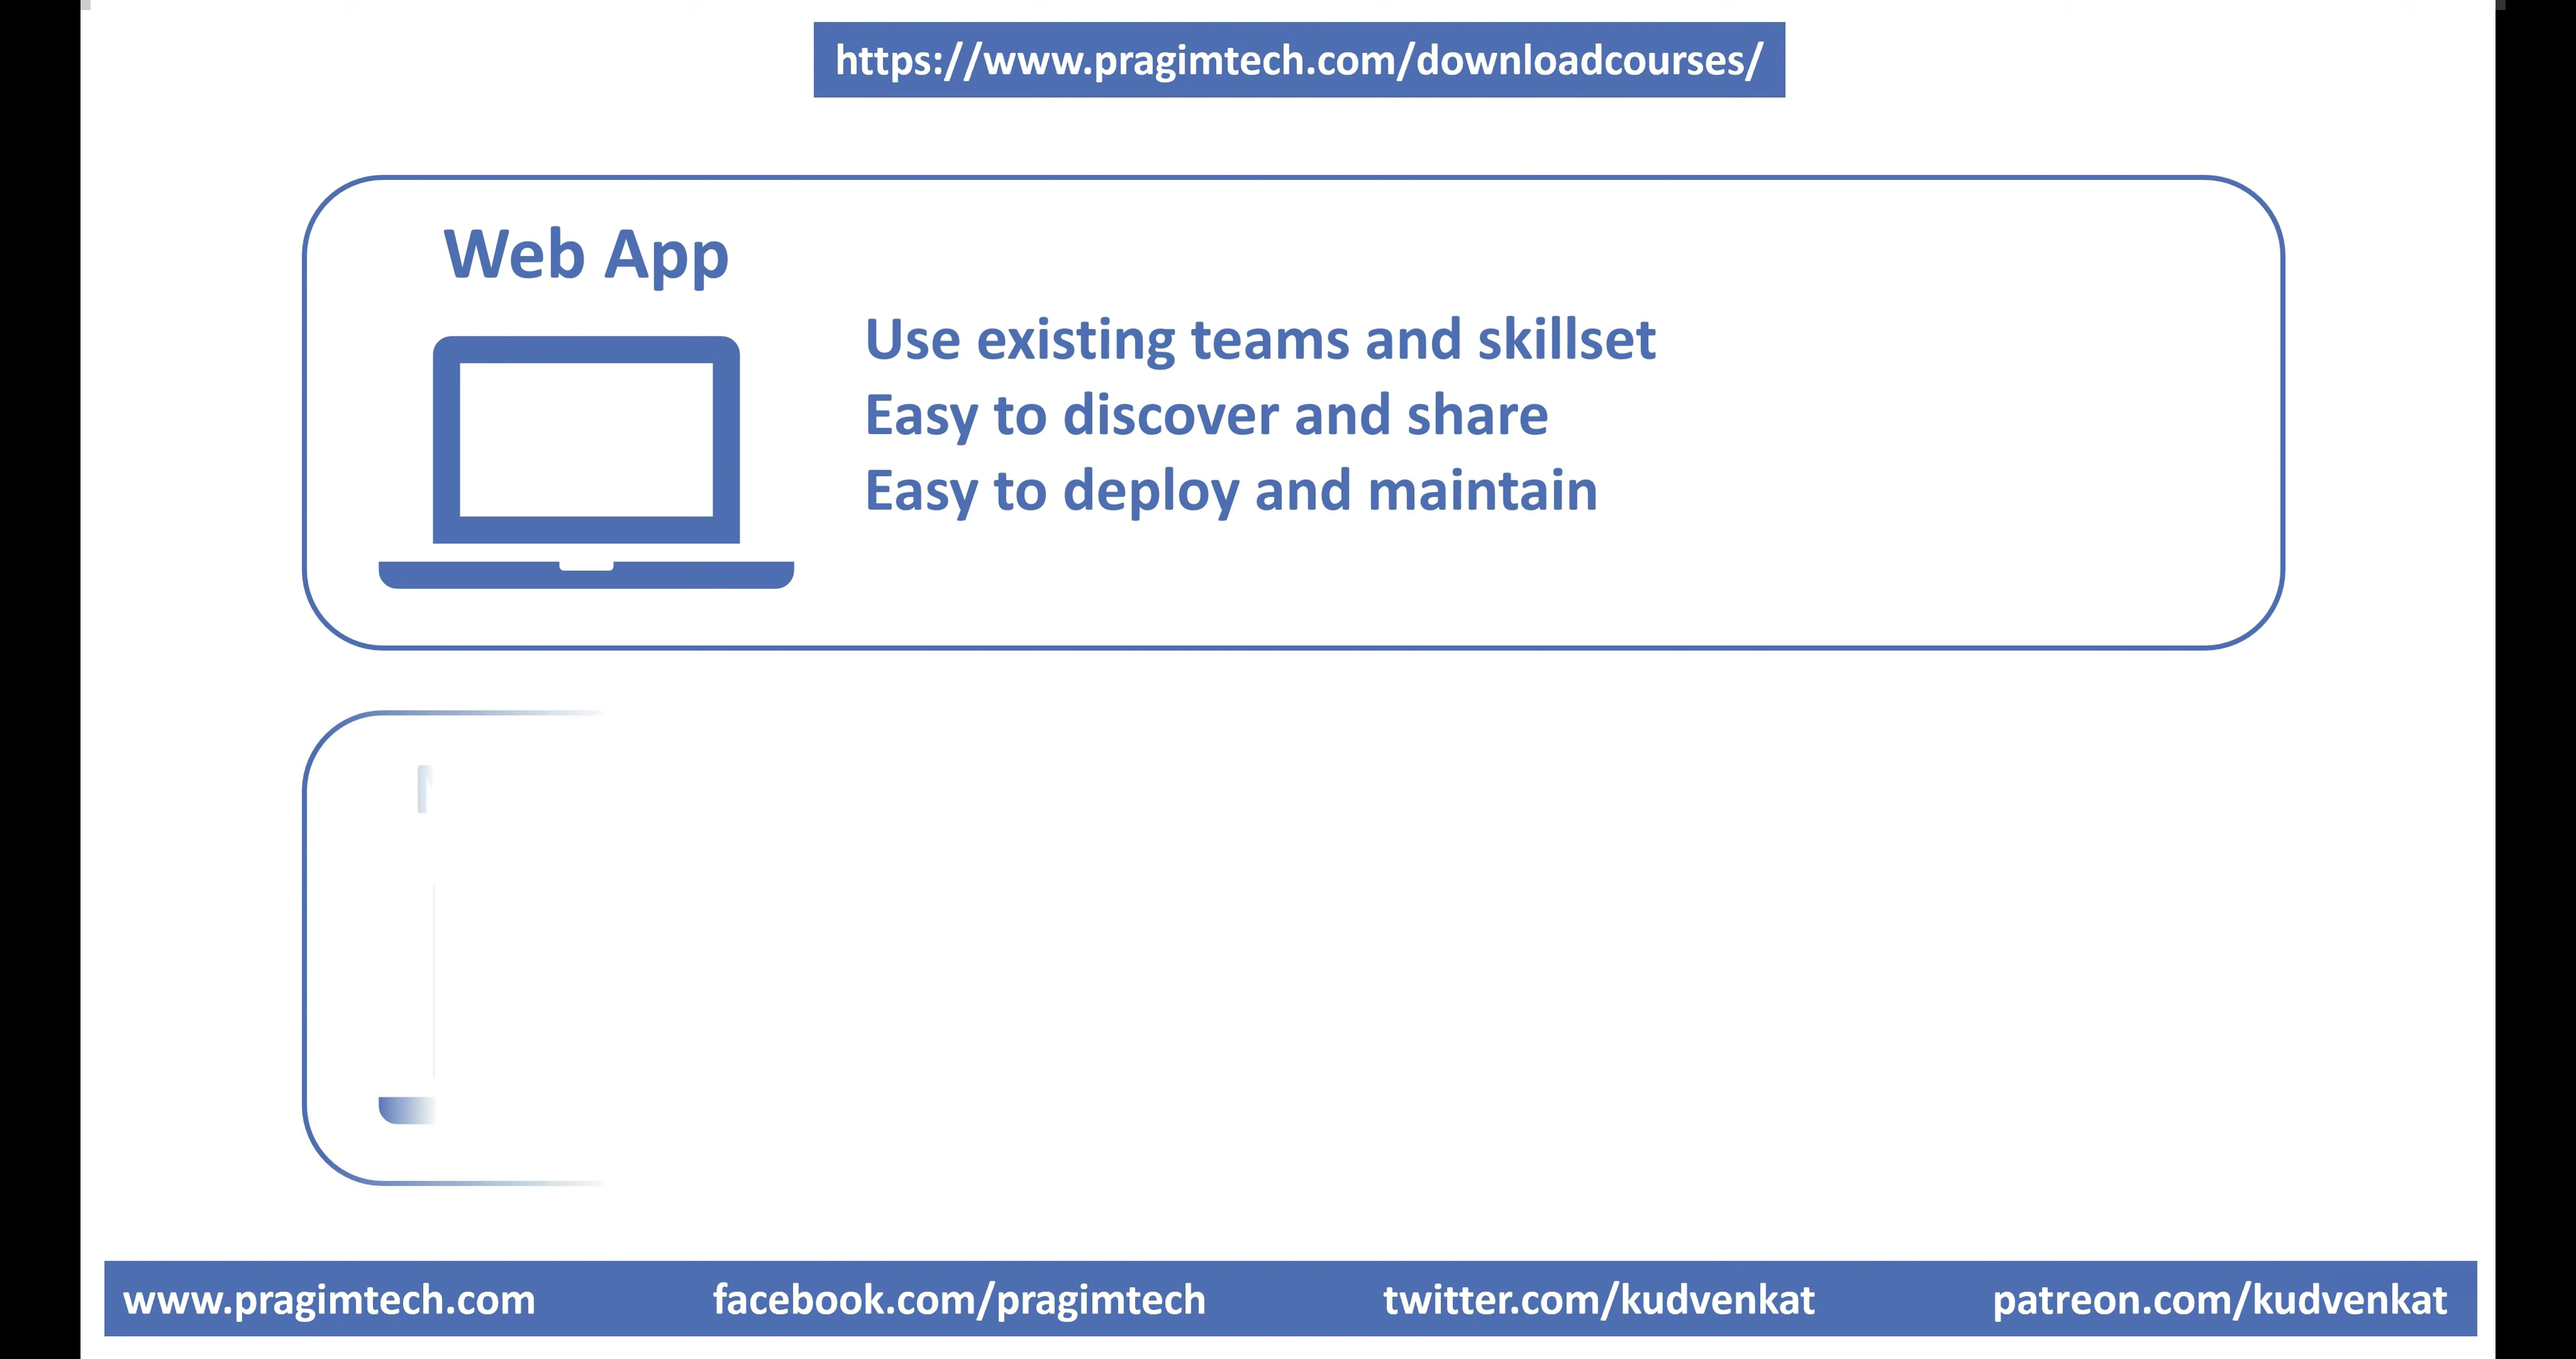 https://www.pragimtech.com/downloadcourses/
Web App
Use existing teams and skillset
Easy to discover and share
Easy to deploy and maintain
www.pragimtech.com facebook.com/pragimtech twitter.com/kudvenkat patreon.com/kudvenkat